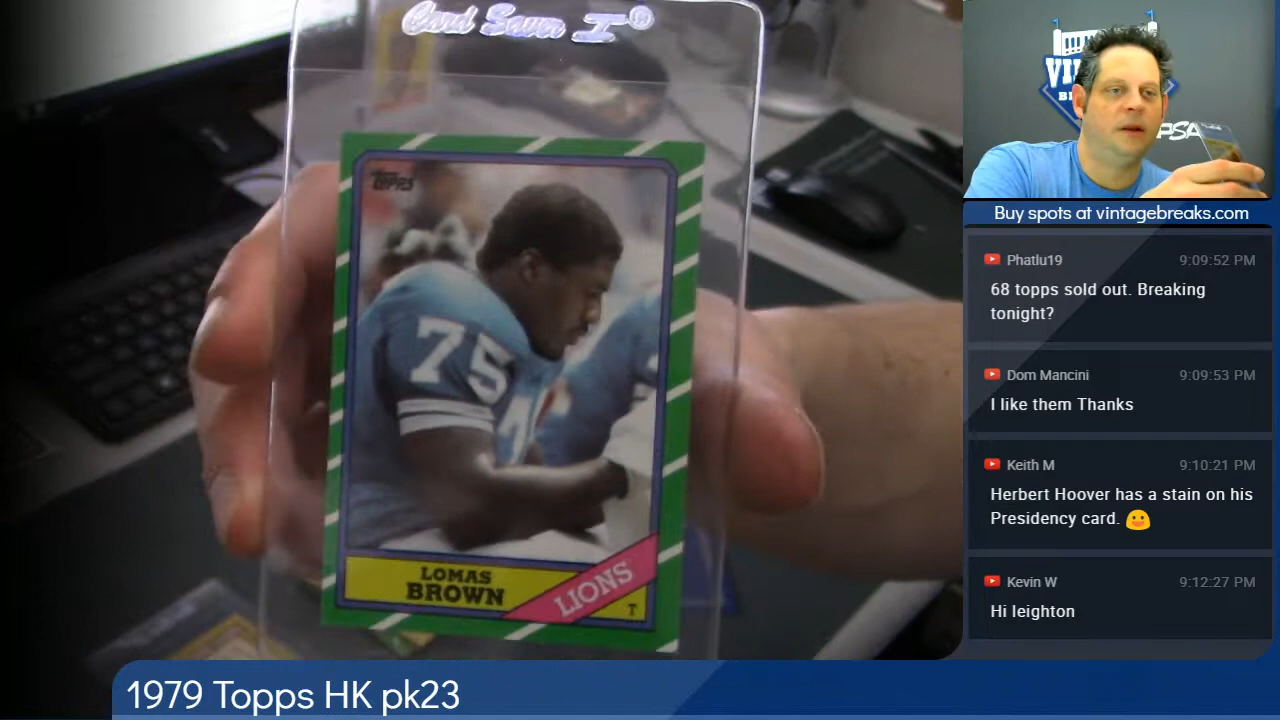 Card Saver I®
TOPPS
75
LOMAS
BROWN
LIONS
T
PSA
Buy spots at vintagebreaks.com
Phatlu19 9:09:52 PM
68 topps sold out. Breaking
tonight?
Dom Mancini 9:09:53 PM
I like them Thanks
Keith M 9:10:21 PM
Herbert Hoover has a stain on his
Presidency card. 😀
Kevin W 9:12:27 PM
Hi leighton
1979 Topps HK pk23